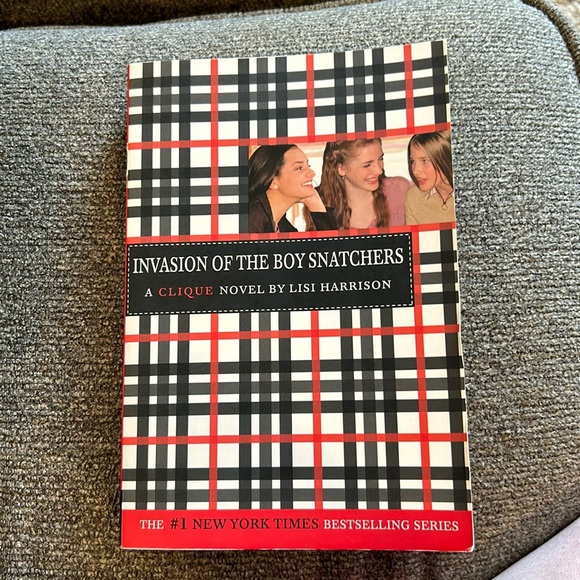 INVASION OF THE BOY SNATCHERS
A CLIQUE NOVEL BY LISI HARRISON
THE #1 NEW YORK TIMES BESTSELLING SERIES